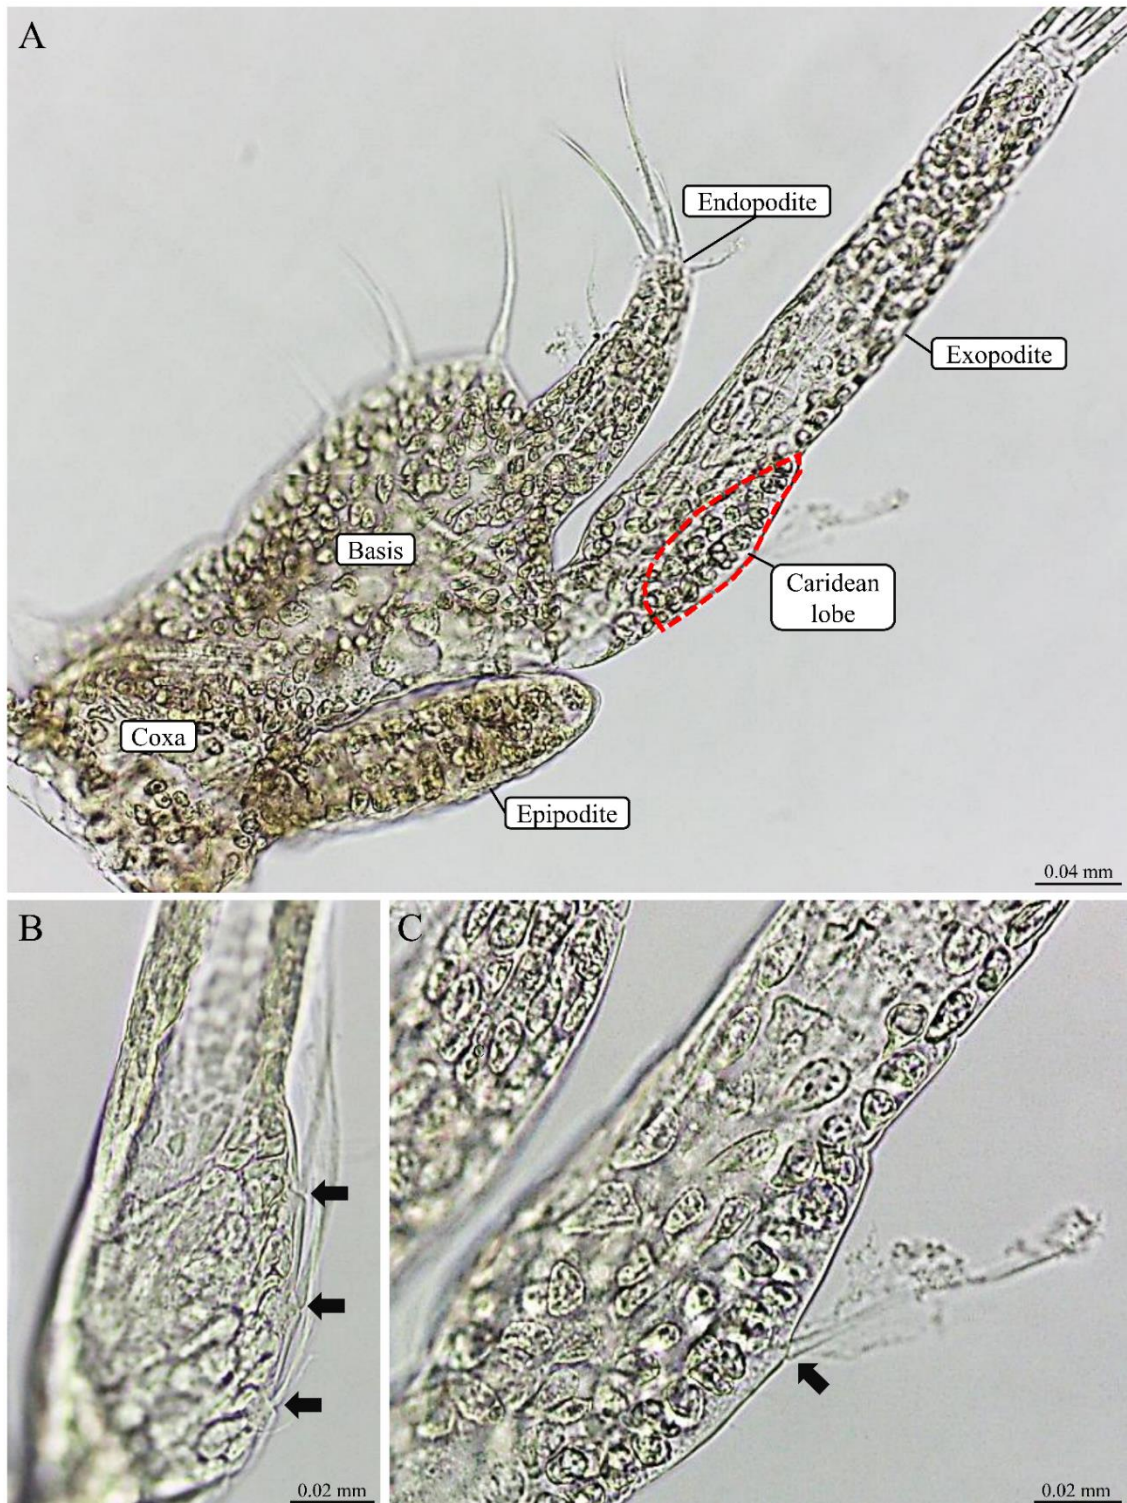 A
Endopodite
Exopodite
Basis
Caridean
lobe
Coxa
Epipodite
0.04 mm
B
0.02 mm
C
0.02 mm